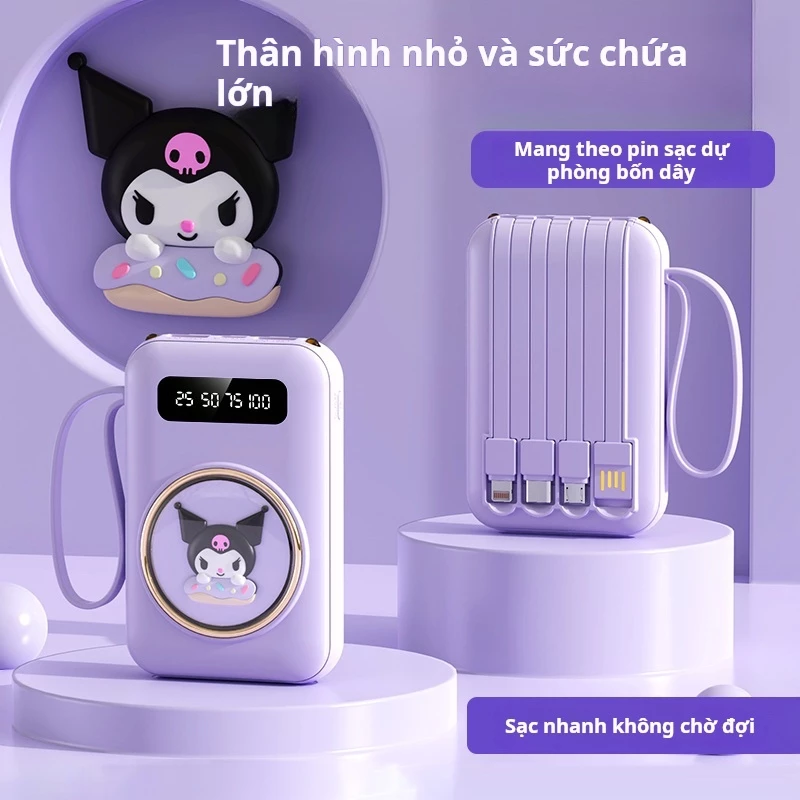 Thân hình nhỏ và sức chứa
lớn
Mang theo pin sạc dự
phòng bốn dây
25 50 75 100
Sạc nhanh không chờ đợi